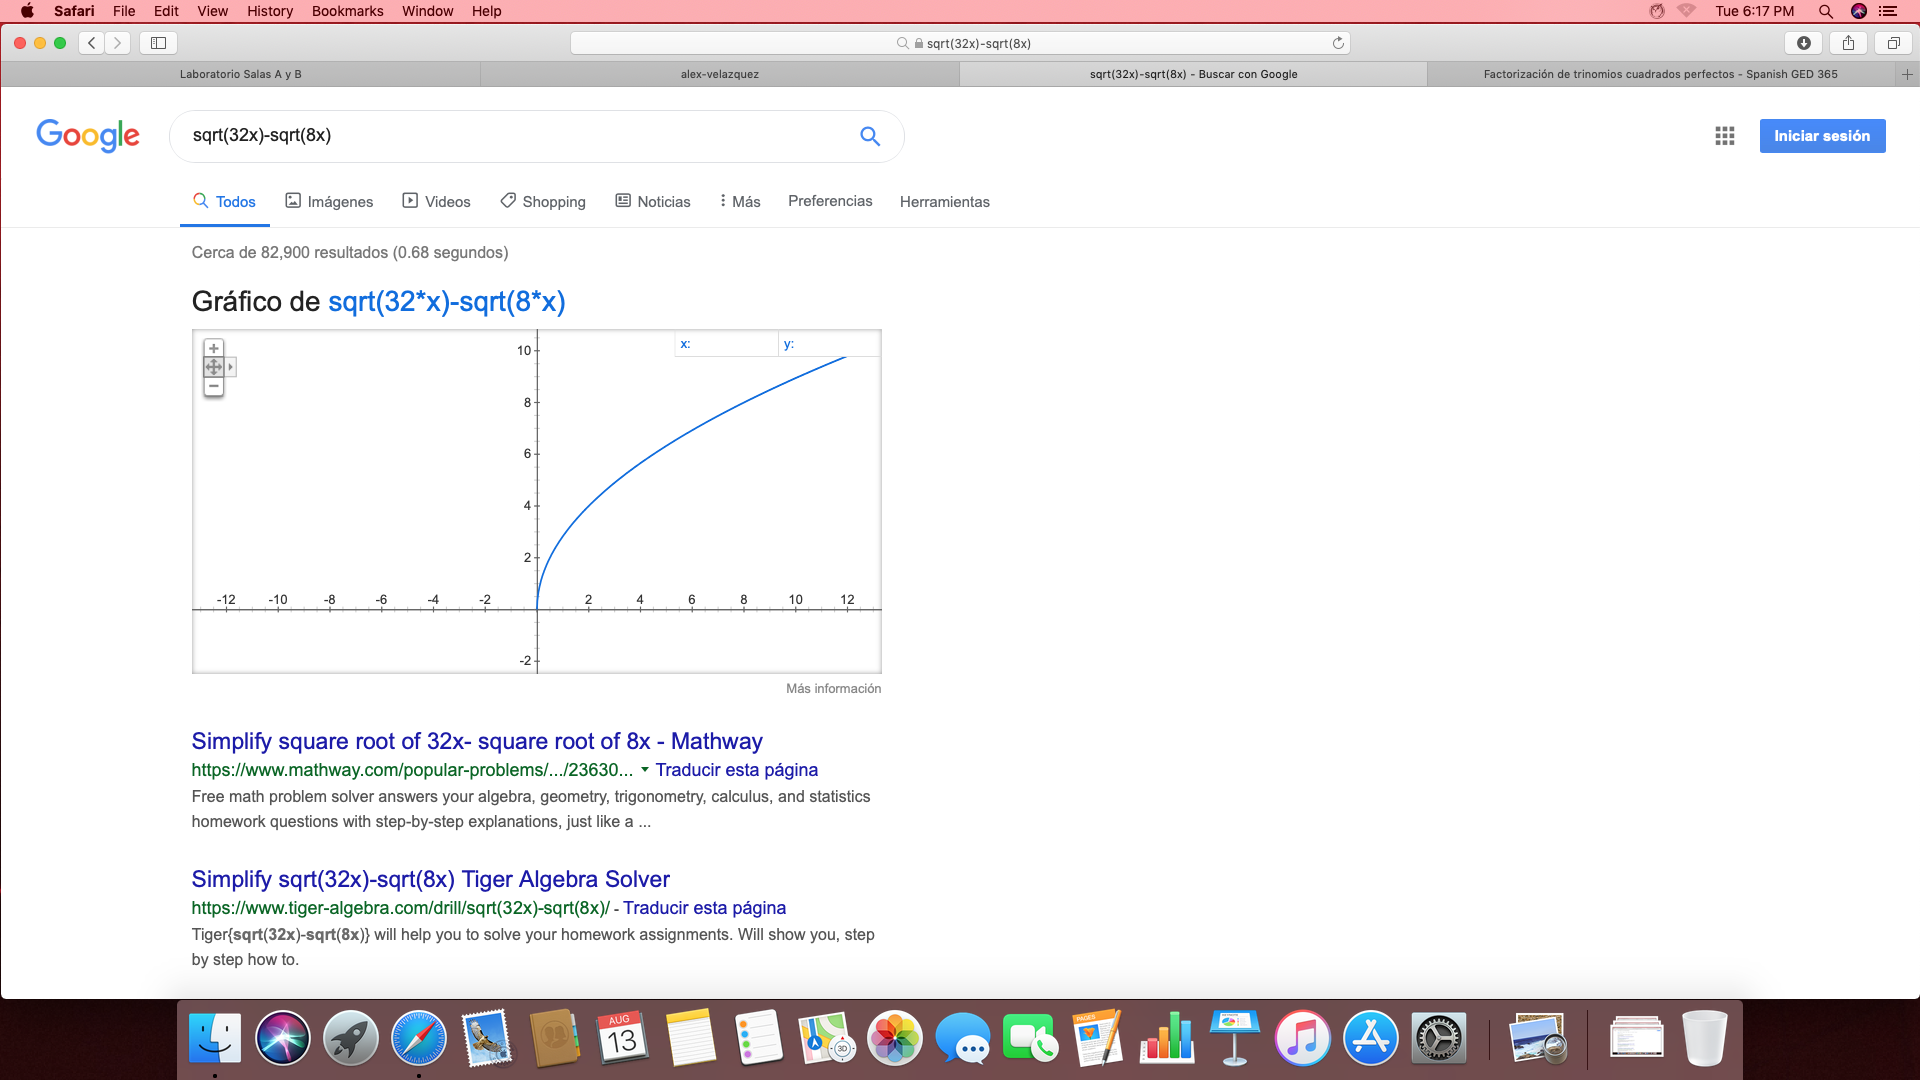 Safari File Edit View History Bookmarks Window Help Tue 6:17 PM
sqrt(32x)-sqrt(8x)
Laboratorio Salas A y B alex-velazquez sqrt(32x)-sqrt(8x) - Buscar con Google Factorización de trinomios cuadrados perfectos - Spanish GED 365
Google sqrt(32x)-sqrt(8x) Iniciar sesión
Todos Imágenes Videos Shopping Noticias Más Preferencias Herramientas
Cerca de 82,900 resultados (0.68 segundos)
Gráfico de sqrt(32*x)-sqrt(8*x)
x: y:
10
8
6
4
2
-12 -10 -8 -6 -4 -2 2 4 6 8 10 12
-2
Más información
Simplify square root of 32x- square root of 8x - Mathway
https://www.mathway.com/popular-problems/.../23630... Traducir esta página
Free math problem solver answers your algebra, geometry, trigonometry, calculus, and statistics
homework questions with step-by-step explanations, just like a ...
Simplify sqrt(32x)-sqrt(8x) Tiger Algebra Solver
https://www.tiger-algebra.com/drill/sqrt(32x)-sqrt(8x)/ - Traducir esta página
Tiger{sqrt(32x)-sqrt(8x)} will help you to solve your homework assignments. Will show you, step
by step how to.
AUG
13
3D
PAGES